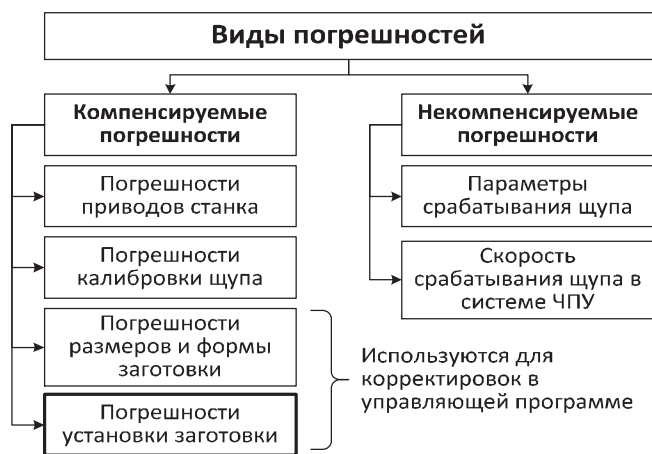 Виды погрешностей
Компенсируемые
погрешности
Погрешности
приводов станка
Погрешности
калибровки щупа
Погрешности
размеров и формы
заготовки
Погрешности
установки заготовки
Используются для
корректировок в
управляющей программе
Некомпенсируемые
погрешности
Параметры
срабатывания щупа
Скорость
срабатывания щупа в
системе ЧПУ